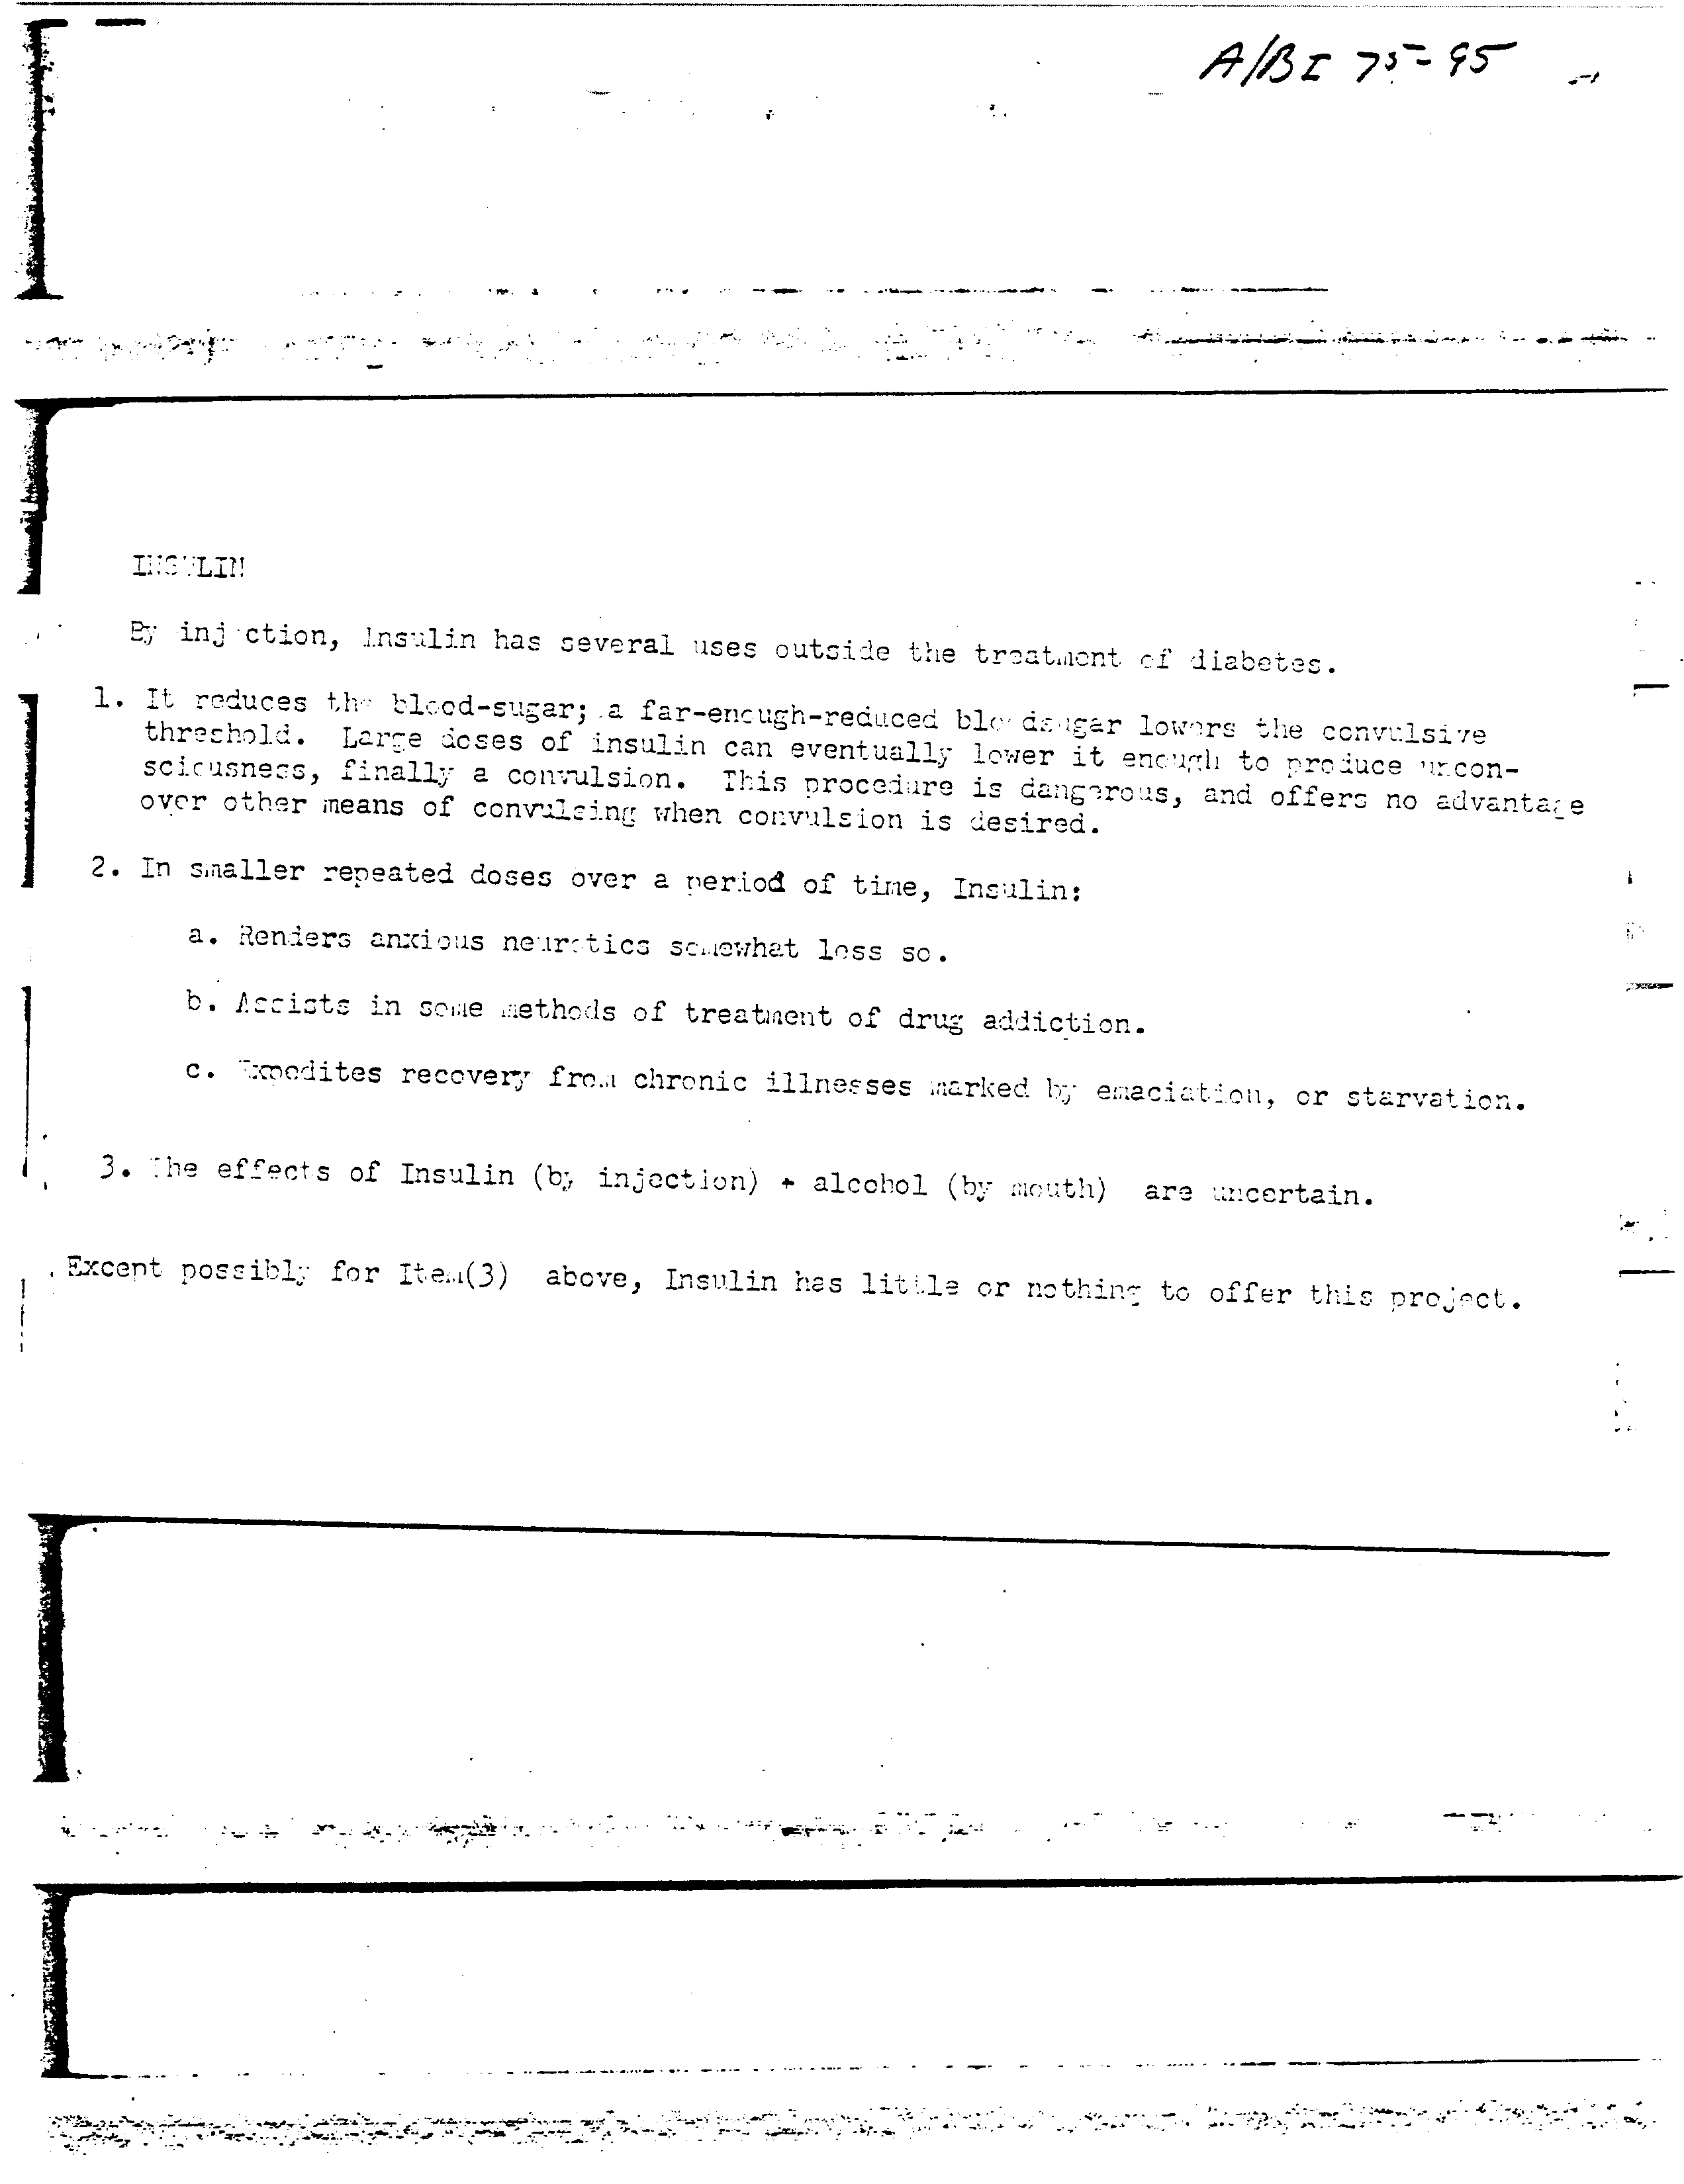 A/BI 75-95
INSULIN
By injection, Insulin has several uses outside the treatment of diabetes.
1. It reduces the blood-sugar; a far-enough-reduced bloodsugar lowers the convulsive
threshold. Large doses of insulin can eventually lower it enough to produce uncon-
sciousness, finally a convulsion. This procedure is dangerous, and offers no advantage
over other means of convulsing when convulsion is desired.
2. In smaller repeated doses over a period of time, Insulin:
a. Renders anxious neurotics somewhat less so.
b. Assists in some methods of treatment of drug addiction.
c. Expedites recovery from chronic illnesses marked by emaciation, or starvation.
3. The effects of Insulin (by injection) + alcohol (by mouth) are uncertain.
Except possibly for Item(3) above, Insulin has little or nothing to offer this project.